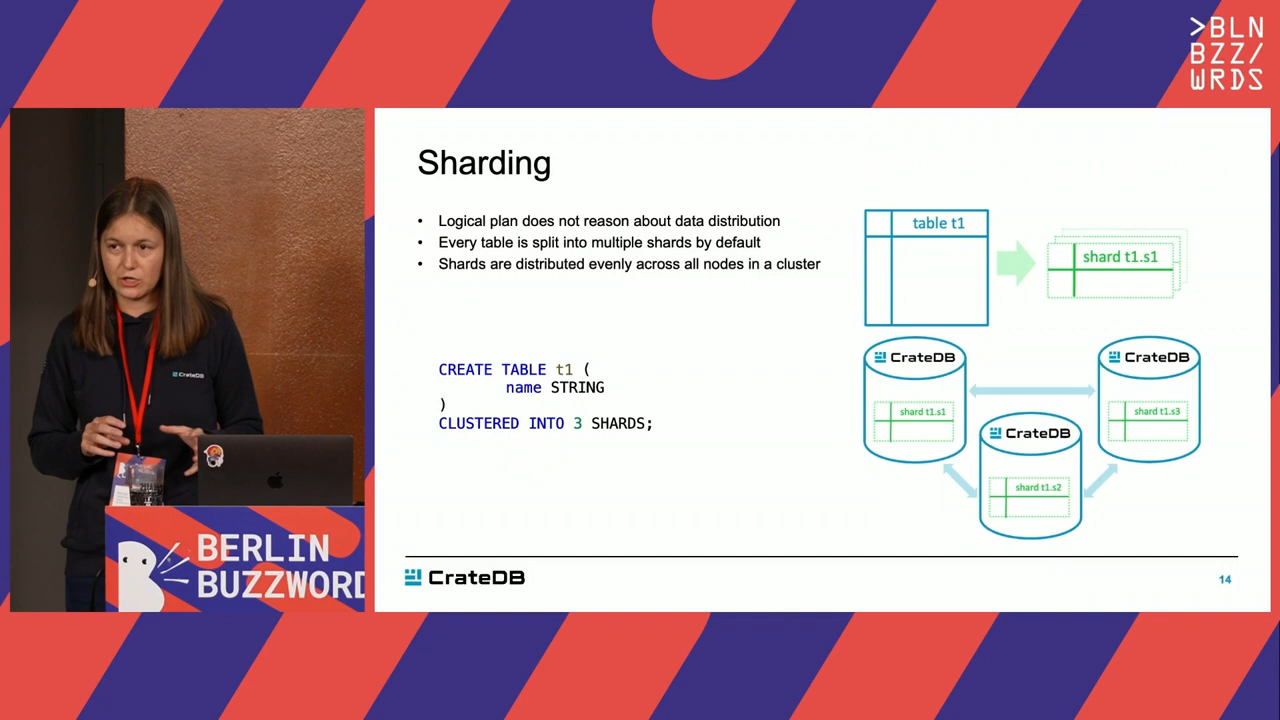 >BLN
BZZ/
WRDS
Sharding
• Logical plan does not reason about data distribution
• Every table is split into multiple shards by default
• Shards are distributed evenly across all nodes in a cluster
CREATE TABLE t1 (
name STRING
)
CLUSTERED INTO 3 SHARDS;
table t1
shard t1.s1
CrateDB
shard t1.s1
CrateDB
shard t1.s3
CrateDB
shard t1.s2
CrateDB
14
CrateDB
BERLIN
BUZZWORD